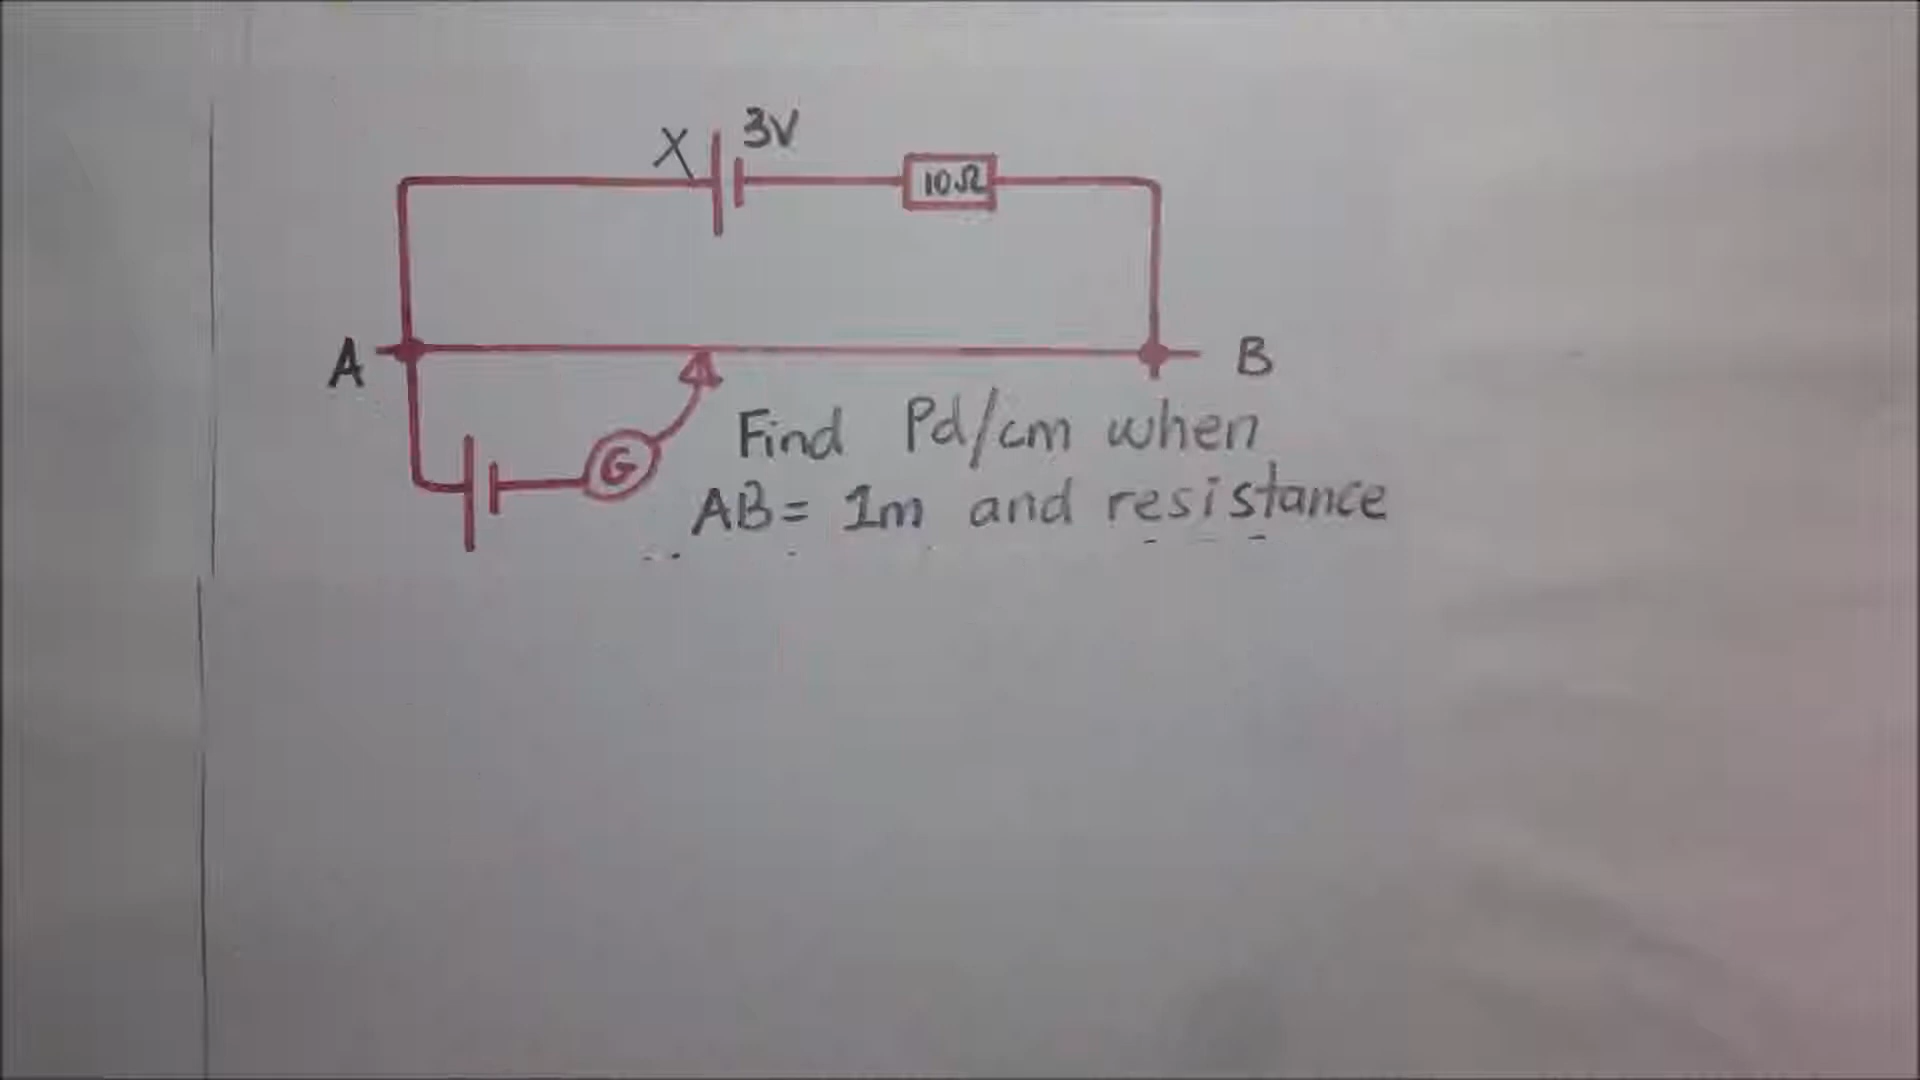 X 3V
10Ω
A
B
G
Find Pd/cm when
AB = 1m and resistance